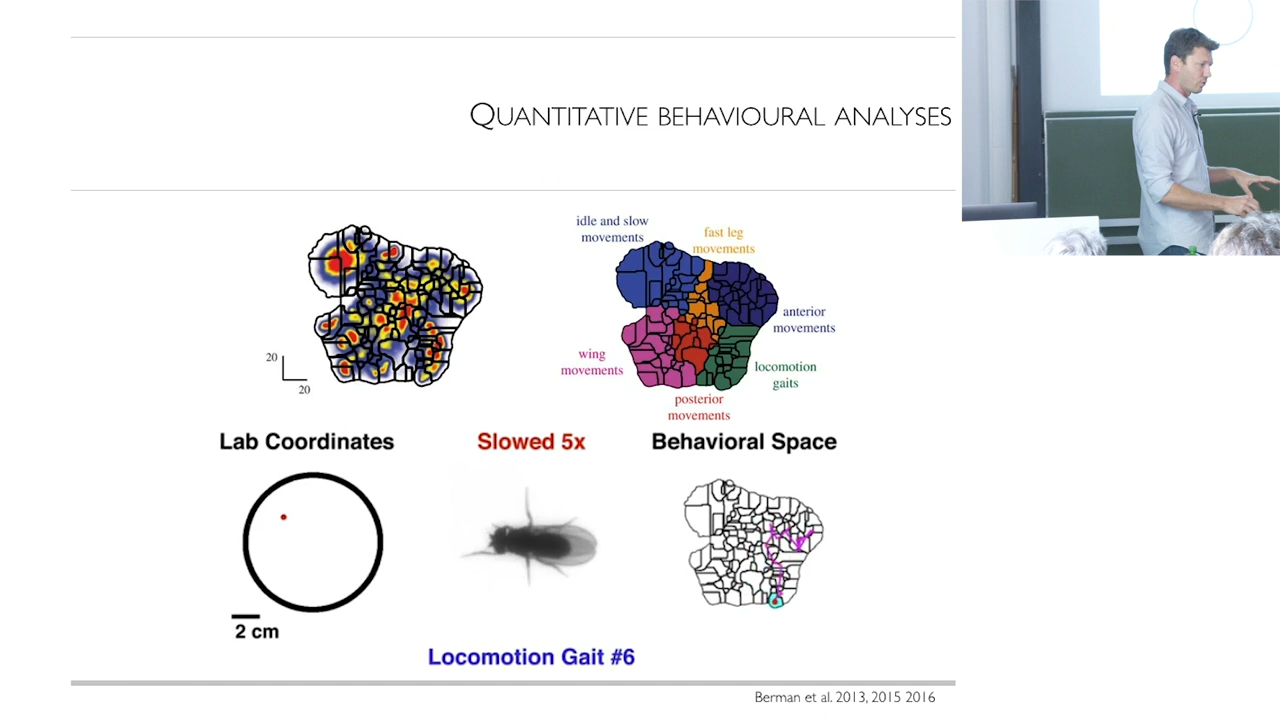 QUANTITATIVE BEHAVIOURAL ANALYSES
idle and slow
movements
fast leg
movements
anterior
movements
wing
movements
locomotion
gaits
posterior
movements
20
20
Lab Coordinates
Slowed 5x
Behavioral Space
2 cm
Locomotion Gait #6
Berman et al. 2013, 2015 2016